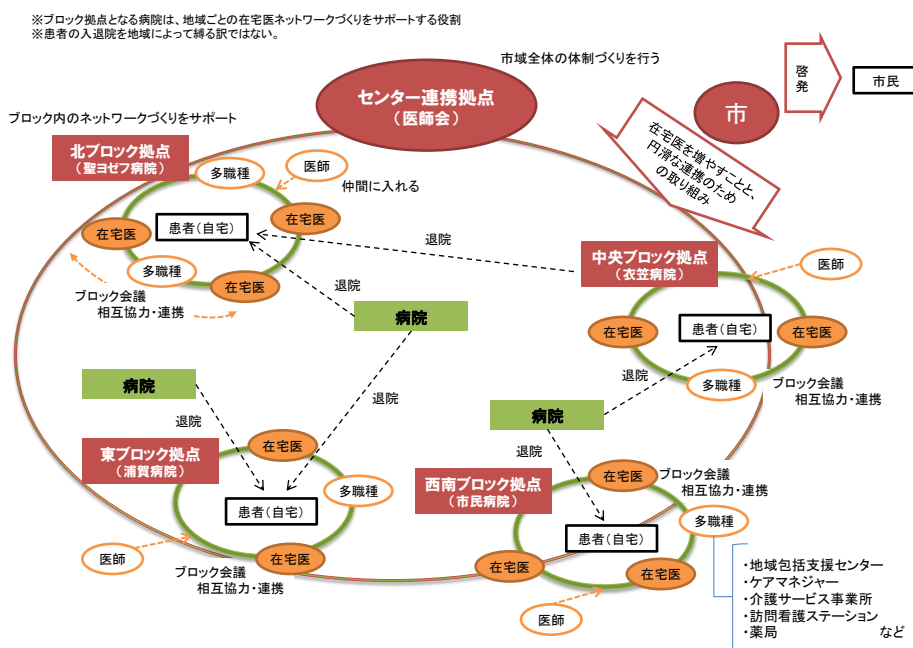 ※ブロック拠点となる病院は、地域ごとの在宅医ネットワークづくりをサポートする役割
※患者の入退院を地域によって縛る訳ではない。
市域全体の体制づくりを行う
センター連携拠点
（医師会）
市
啓
発
市民
在宅医を増やすことと、
円滑な連携のため
の取り組み
ブロック内のネットワークづくりをサポート
北ブロック拠点
（聖ヨゼフ病院）
多職種
医師
仲間に入れる
在宅医
患者（自宅）
在宅医
多職種
在宅医
ブロック会議
相互協力・連携
退院
退院
病院
退院
中央ブロック拠点
（衣笠病院）
医師
在宅医
患者（自宅）
在宅医
多職種
退院
ブロック会議
相互協力・連携
病院
退院
東ブロック拠点
（浦賀病院）
在宅医
多職種
患者（自宅）
医師
在宅医
ブロック会議
相互協力・連携
病院
退院
西南ブロック拠点
（市民病院）
在宅医
ブロック会議
相互協力・連携
多職種
患者（自宅）
在宅医
在宅医
医師
・地域包括支援センター
・ケアマネジャー
・介護サービス事業所
・訪問看護ステーション
・薬局 など